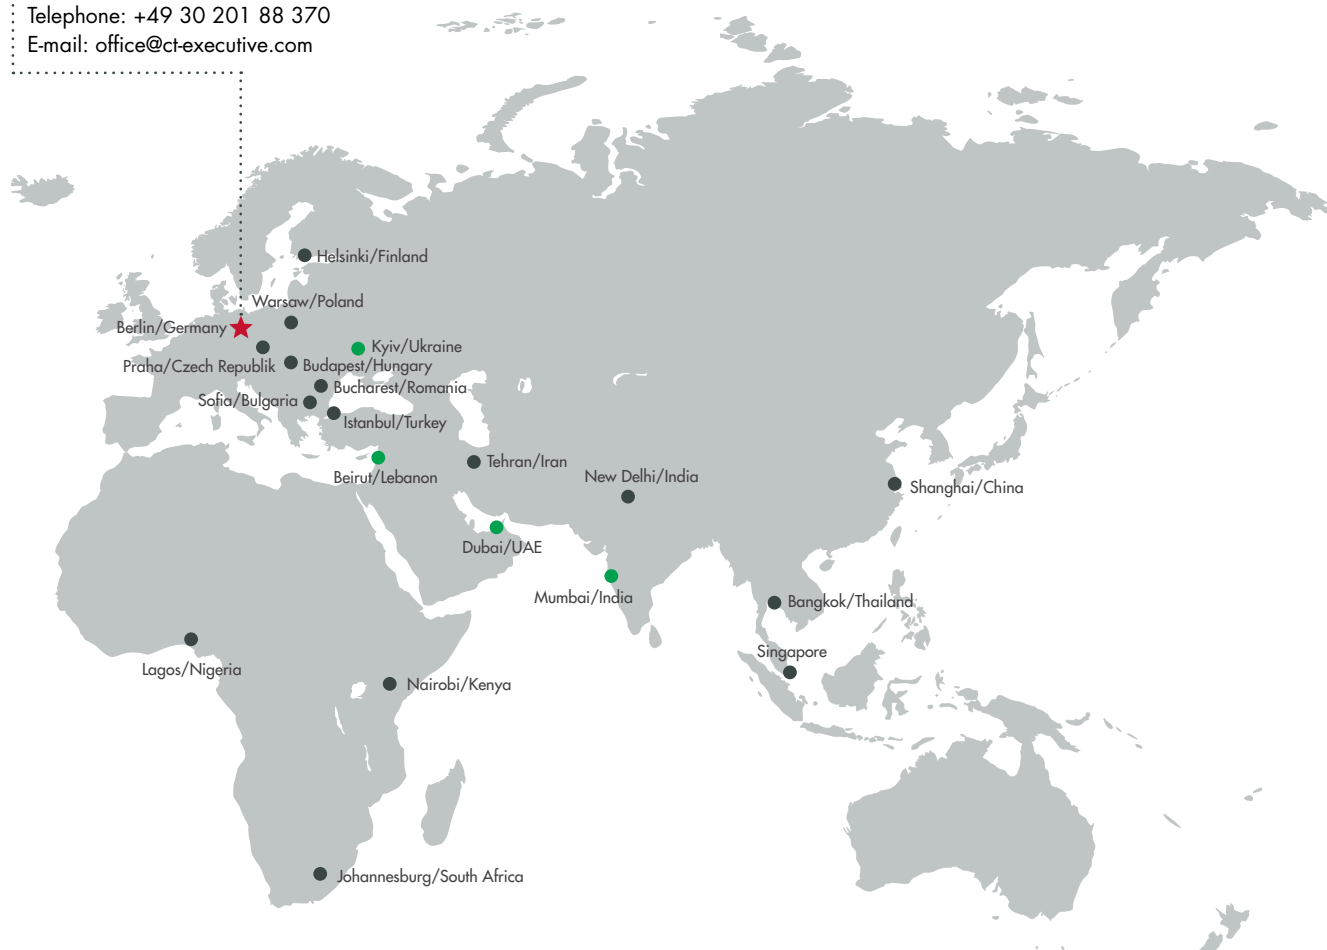 Telephone: +49 30 201 88 370
E-mail: office@ct-executive.com
Helsinki/Finland
Warsaw/Poland
Berlin/Germany
Kyiv/Ukraine
Praha/Czech Republik
Budapest/Hungary
Bucharest/Romania
Sofia/Bulgaria
Istanbul/Turkey
Tehran/Iran
Beirut/Lebanon
New Delhi/India
Shanghai/China
Dubai/UAE
Mumbai/India
Bangkok/Thailand
Singapore
Lagos/Nigeria
Nairobi/Kenya
Johannesburg/South Africa